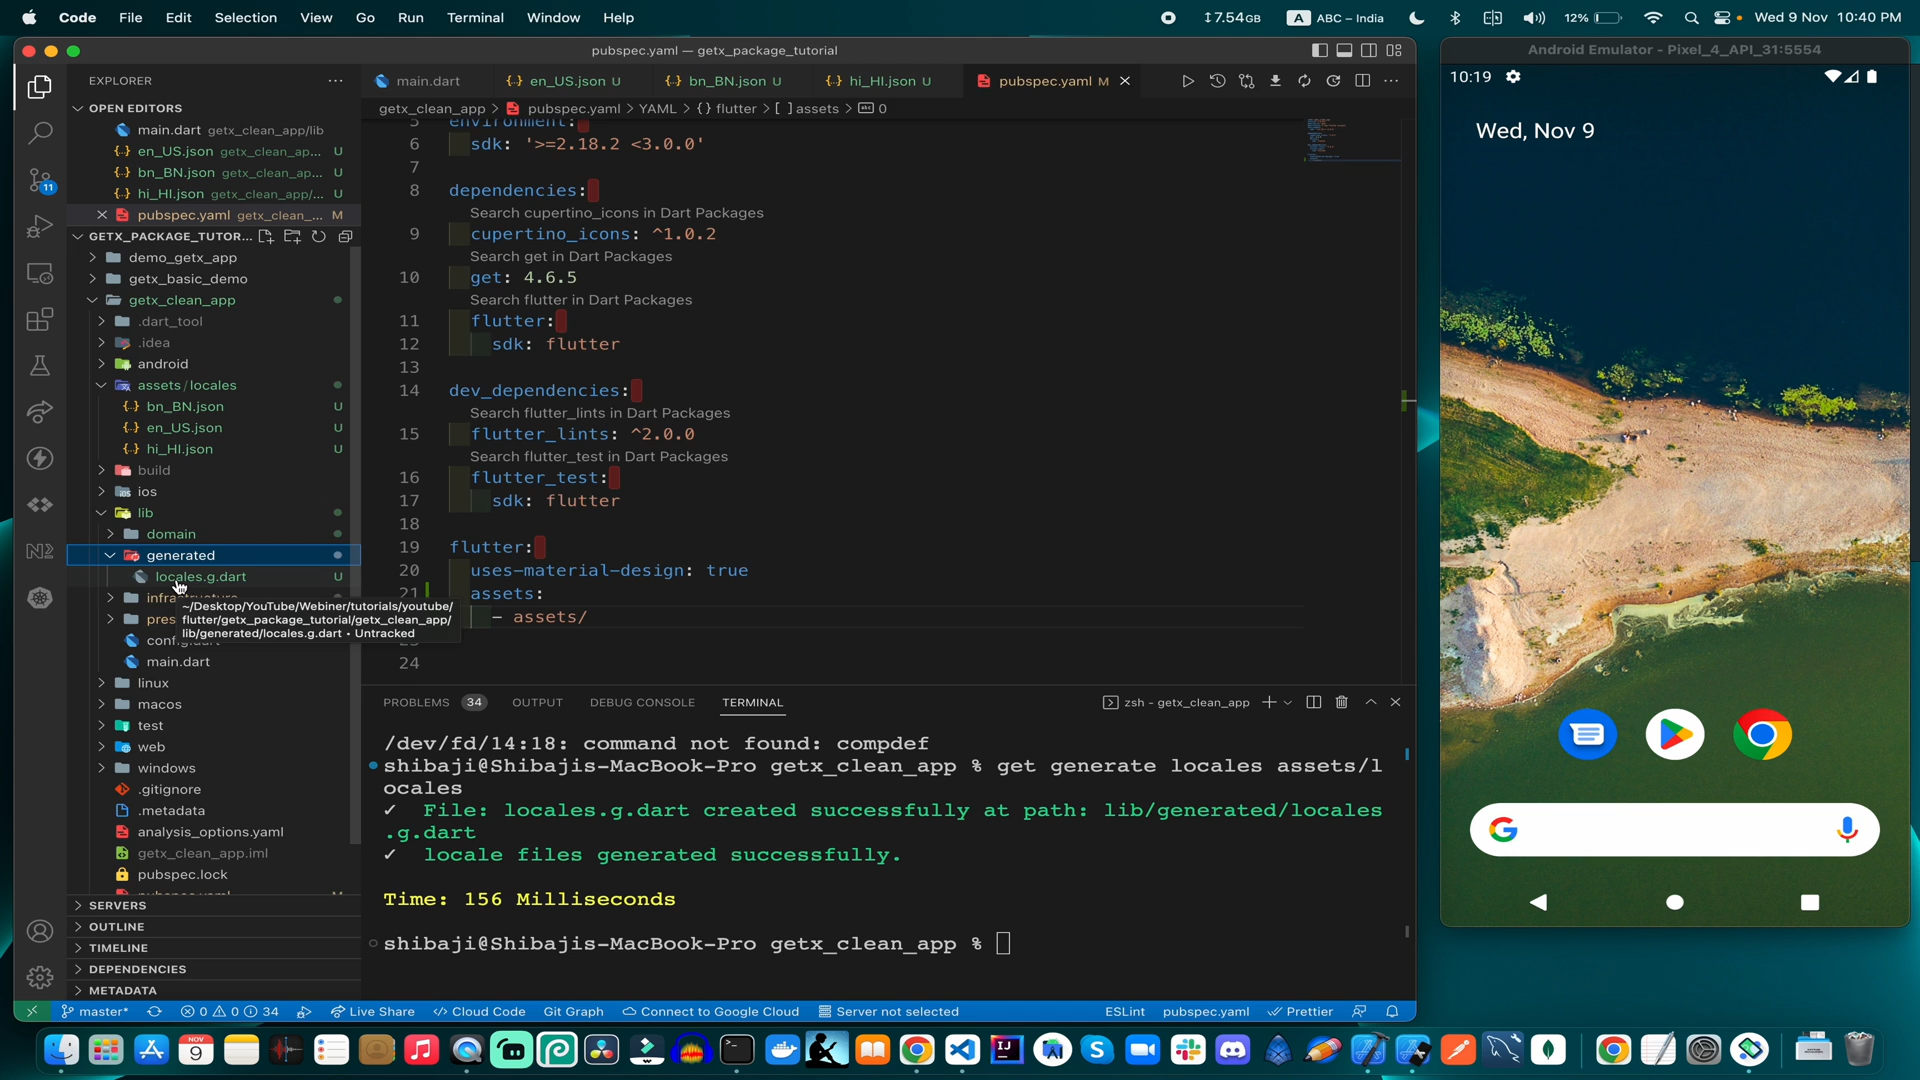 Code File Edit Selection View Go Run Terminal Window Help
7.54GB A ABC – India 12% Wed 9 Nov 10:40 PM
pubspec.yaml — getx_package_tutorial
EXPLORER
OPEN EDITORS
main.dart getx_clean_app/lib
{..} en_US.json getx_clean_ap... U
{..} bn_BN.json getx_clean_ap... U
{..} hi_HI.json getx_clean_app/... U
pubspec.yaml getx_clean_... M
GETX_PACKAGE_TUTOR...
demo_getx_app
getx_basic_demo
getx_clean_app
.dart_tool
.idea
android
assets / locales
{..} bn_BN.json U
{..} en_US.json U
{..} hi_HI.json U
build
ios
lib
domain
generated
locales.g.dart U
~/Desktop/YouTube/Webiner/tutorials/youtube/
flutter/getx_package_tutorial/getx_clean_app/
lib/generated/locales.g.dart • Untracked
main.dart
linux
macos
test
web
windows
.gitignore
.metadata
analysis_options.yaml
getx_clean_app.iml
pubspec.lock
SERVERS
OUTLINE
TIMELINE
DEPENDENCIES
METADATA
11
main.dart {..} en_US.json U {..} bn_BN.json U {..} hi_HI.json U pubspec.yaml M
getx_clean_app > pubspec.yaml > YAML > {} flutter > [ ] assets > abc 0
5 environment:
6 sdk: '>=2.18.2 <3.0.0'
7
8 dependencies:
Search cupertino_icons in Dart Packages
9 cupertino_icons: ^1.0.2
Search get in Dart Packages
10 get: 4.6.5
Search flutter in Dart Packages
11 flutter:
12 sdk: flutter
13
14 dev_dependencies:
Search flutter_lints in Dart Packages
15 flutter_lints: ^2.0.0
Search flutter_test in Dart Packages
16 flutter_test:
17 sdk: flutter
18
19 flutter:
20 uses-material-design: true
21 assets:
- assets/
24
PROBLEMS 34 OUTPUT DEBUG CONSOLE TERMINAL zsh - getx_clean_app
/dev/fd/14:18: command not found: compdef
shibaji@Shibajis-MacBook-Pro getx_clean_app % get generate locales assets/l
ocales
✓ File: locales.g.dart created successfully at path: lib/generated/locales
.g.dart
✓ locale files generated successfully.
Time: 156 Milliseconds
shibaji@Shibajis-MacBook-Pro getx_clean_app %
master* 0 0 34 Live Share Cloud Code Git Graph Connect to Google Cloud Server not selected ESLint pubspec.yaml Prettier
Android Emulator - Pixel_4_API_31:5554
10:19
Wed, Nov 9
NOV
9